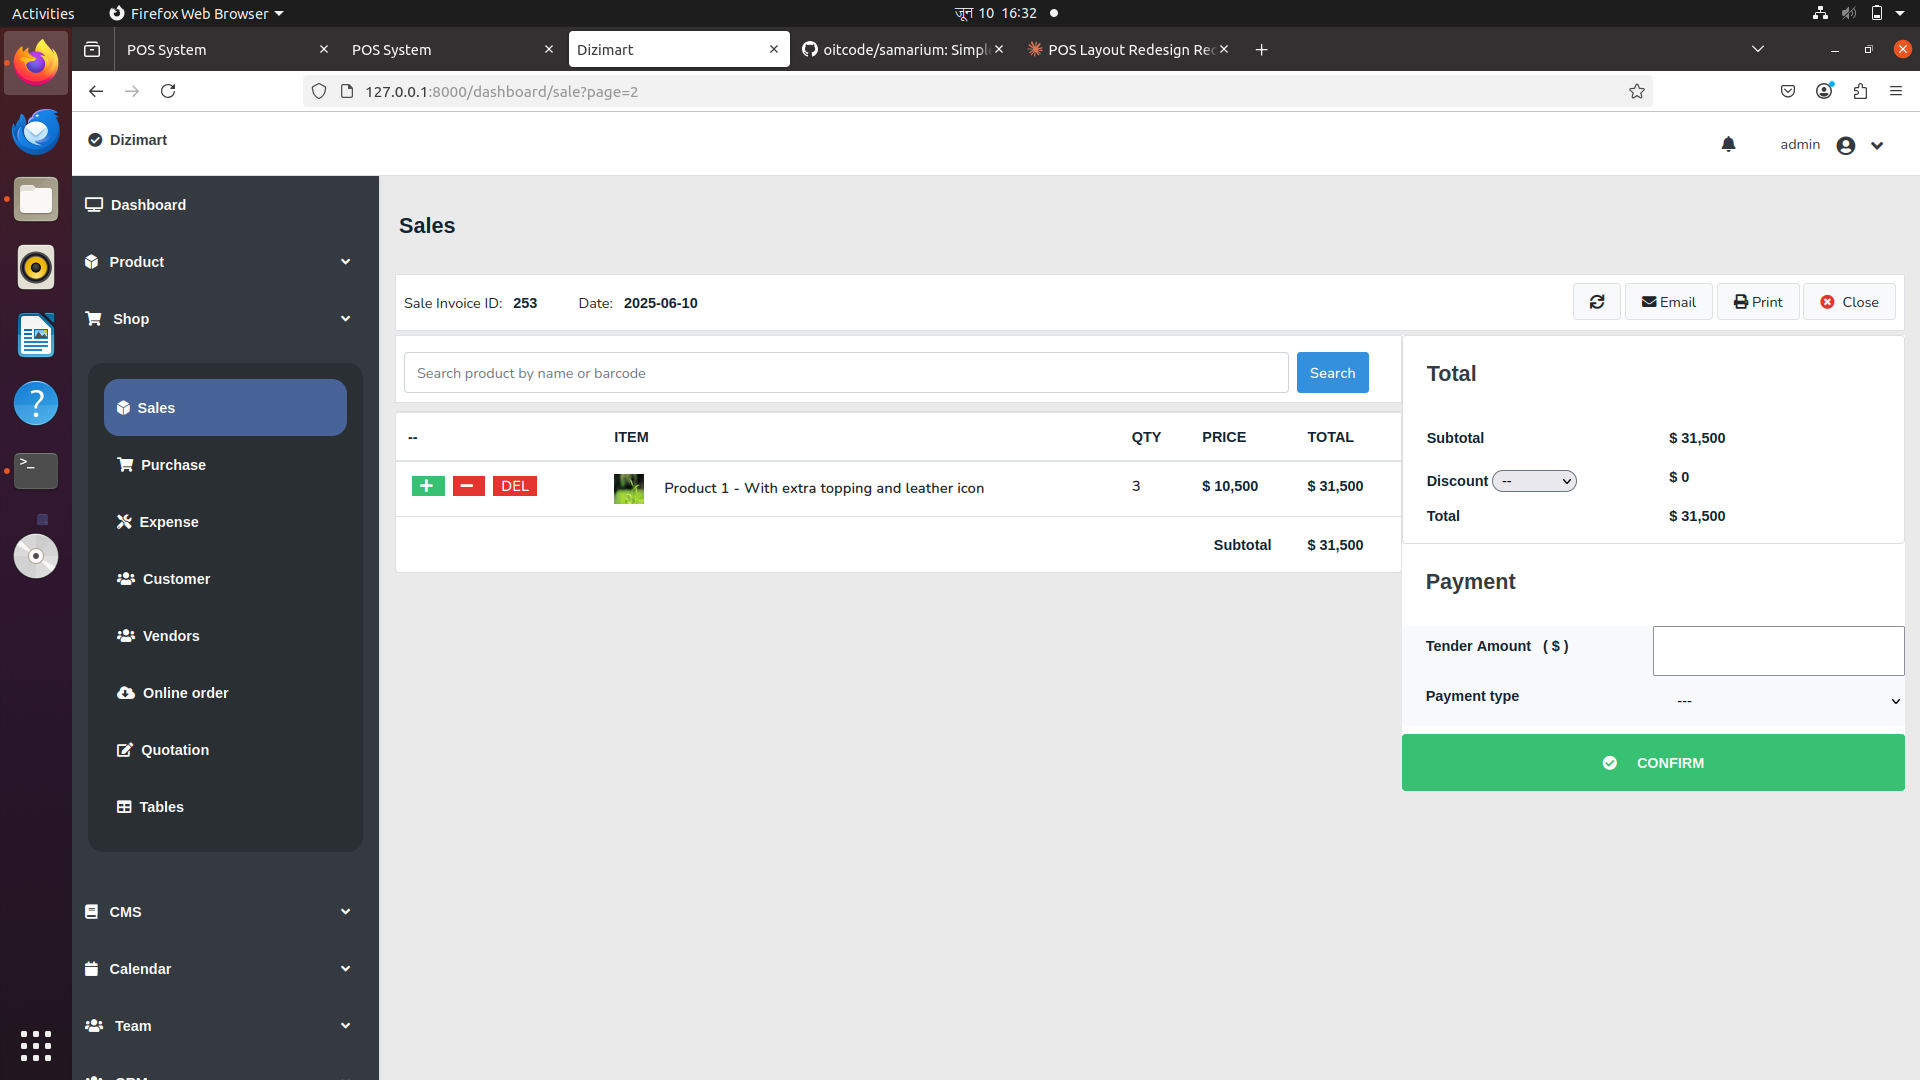 Activities Firefox Web Browser जून 10 16:32
POS System POS System Dizimart oitcode/samarium: Simpl POS Layout Redesign Rec
127.0.0.1:8000/dashboard/sale?page=2
Dizimart admin
Dashboard
Product
Shop
Sales
Purchase
Expense
Customer
Vendors
Online order
Quotation
Tables
CMS
Calendar
Team
Sales
Sale Invoice ID: 253 Date: 2025-06-10 Email Print Close
Search product by name or barcode Search
-- ITEM QTY PRICE TOTAL
DEL Product 1 - With extra topping and leather icon 3 $ 10,500 $ 31,500
Subtotal $ 31,500
Total
Subtotal $ 31,500
Discount -- $ 0
Total $ 31,500
Payment
Tender Amount ( $ )
Payment type ---
CONFIRM